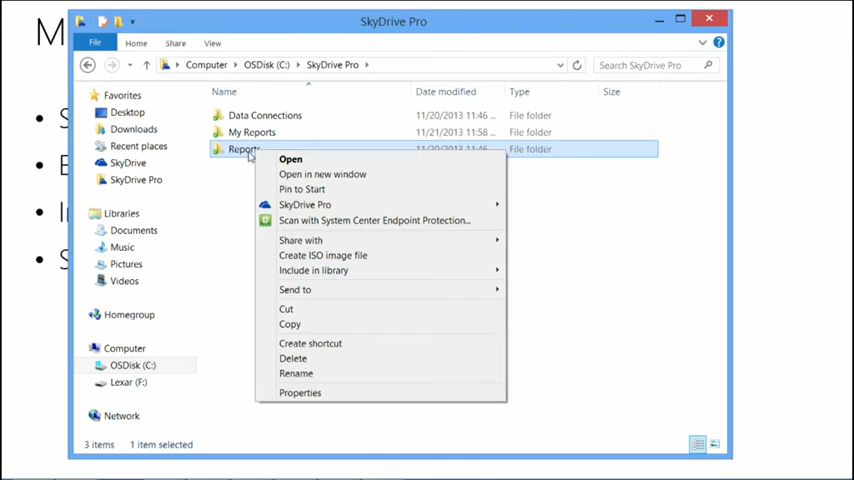 SkyDrive Pro
File Home Share View
Computer OSDisk (C:) SkyDrive Pro Search SkyDrive Pro
Name Date modified Type Size
Favorites
Desktop
Downloads
Recent places
SkyDrive
SkyDrive Pro
Libraries
Documents
Music
Pictures
Videos
Homegroup
Computer
OSDisk (C:)
Lexar (F:)
Network
Data Connections 11/20/2013 11:46 ... File folder
My Reports 11/21/2013 11:58 ... File folder
Reports 11/20/2013 11:46 ... File folder
Open
Open in new window
Pin to Start
SkyDrive Pro
Scan with System Center Endpoint Protection...
Share with
Create ISO image file
Include in library
Send to
Cut
Copy
Create shortcut
Delete
Rename
Properties
3 items 1 item selected